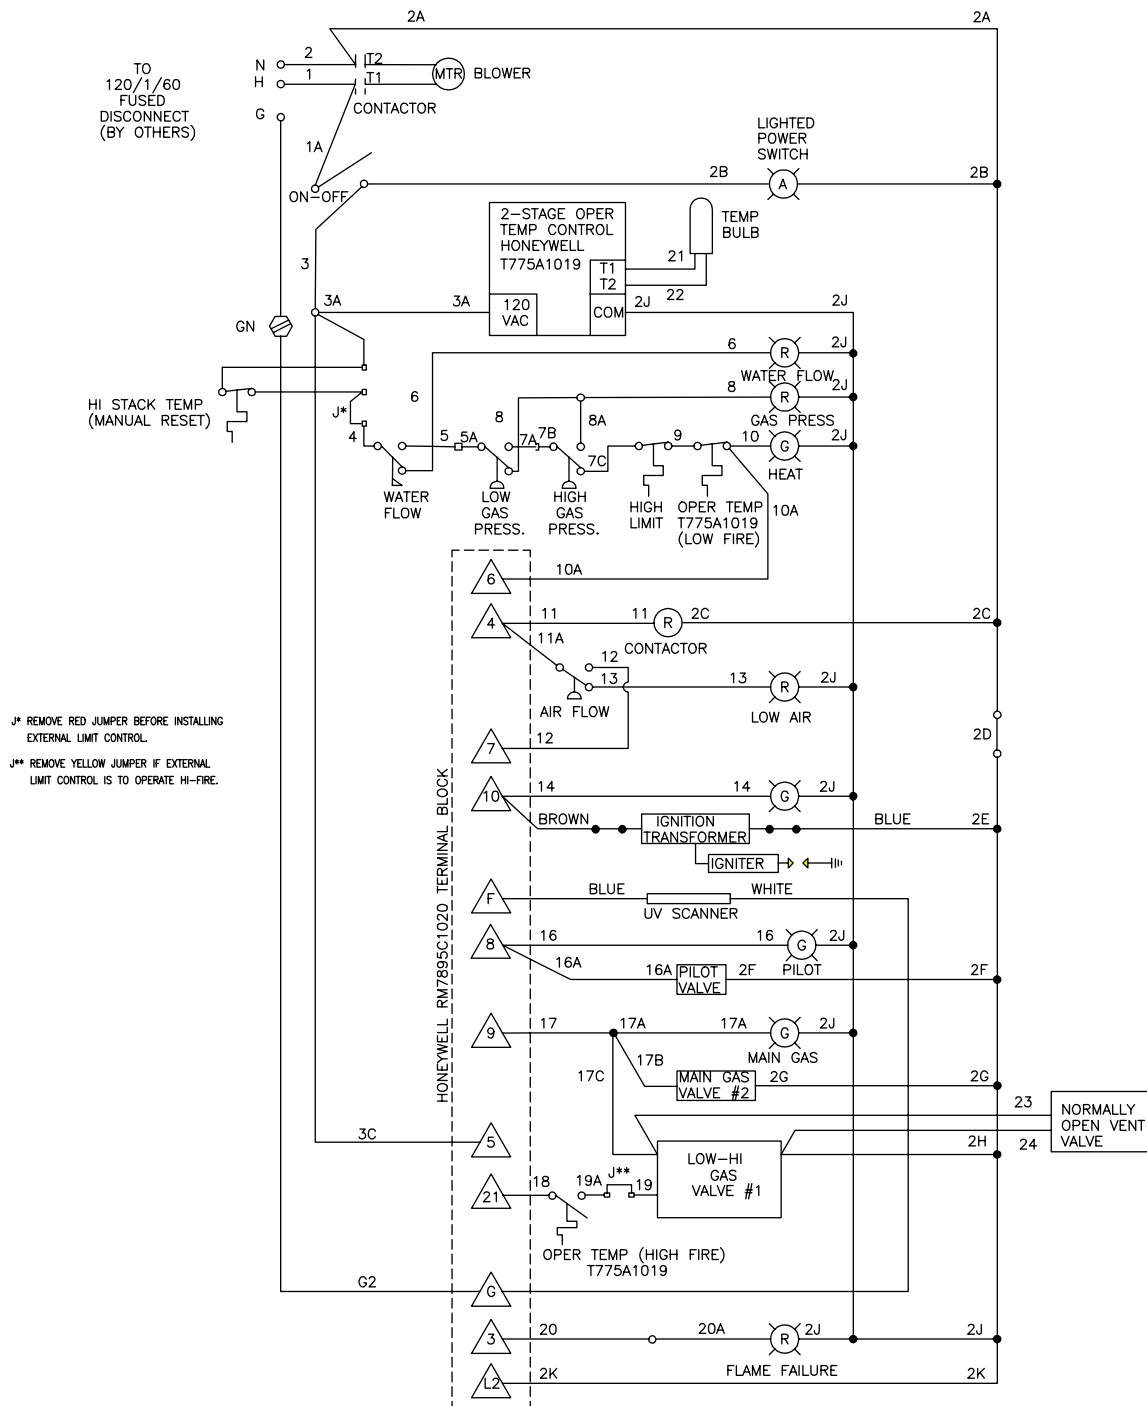 2A
2A
2
T2
N
MTR
BLOWER
TO
120/1/60
FUSED
DISCONNECT
(BY OTHERS)
H
1
T1
CONTACTOR
G
LIGHTED
POWER
SWITCH
1A
2B
A
2B
ON-OFF
2-STAGE OPER
TEMP CONTROL
HONEYWELL
T775A1019
TEMP
BULB
3
T1
T2
21
22
3A
3A
120
VAC
COM
2J
2J
GN
6
R
2J
WATER FLOW
HI STACK TEMP
(MANUAL RESET)
J*
6
8
R
2J
GAS PRESS
4
5
5A
8
7A
7B
8A
7C
9
10
G
2J
HEAT
WATER
FLOW
LOW
GAS
PRESS.
HIGH
GAS
PRESS.
HIGH
LIMIT
OPER TEMP
T775A1019
(LOW FIRE)
10A
6
10A
4
11
11
R
2C
2C
11A
CONTACTOR
12
13
13
R
2J
AIR FLOW
LOW AIR
J* REMOVE RED JUMPER BEFORE INSTALLING
EXTERNAL LIMIT CONTROL.
J** REMOVE YELLOW JUMPER IF EXTERNAL
LIMIT CONTROL IS TO OPERATE HI-FIRE.
7
12
2D
HONEYWELL RM7895C1020 TERMINAL BLOCK
10
14
14
G
2J
BROWN
IGNITION
TRANSFORMER
BLUE
2E
IGNITER
F
BLUE
WHITE
UV SCANNER
8
16
16
G
2J
PILOT
16A
16A
PILOT
VALVE
2F
2F
9
17
17A
17A
G
2J
MAIN GAS
17C
17B
MAIN GAS
VALVE #2
2G
2G
23
NORMALLY
OPEN VENT
VALVE
24
5
3C
LOW-HI
GAS
VALVE #1
2H
21
18
19A
J**
19
OPER TEMP (HIGH FIRE)
T775A1019
G2
G
3
20
20A
R
2J
2J
FLAME FAILURE
L2
2K
2K